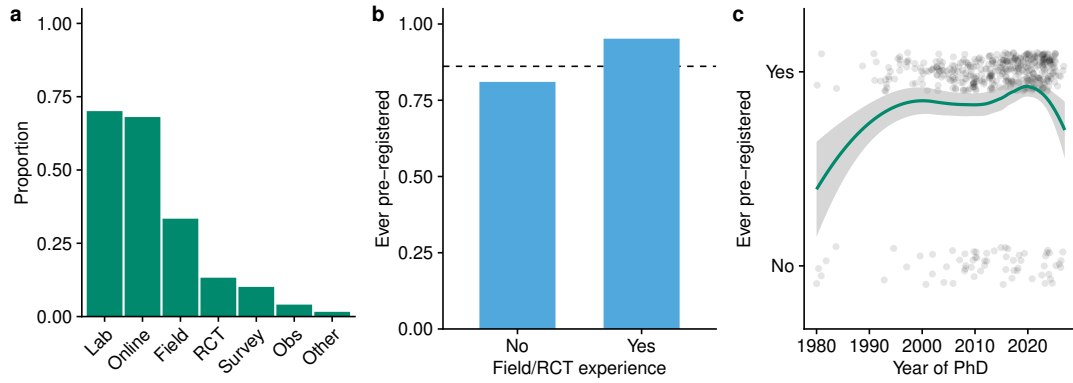 a
1.00
0.75
0.50
0.25
0.00
Proportion
Lab
Online
Field
RCT
Survey
Obs
Other
b
1.00
0.75
0.50
0.25
0.00
Ever pre−registered
No
Yes
Field/RCT experience
c
Yes
No
Ever pre−registered
1980
1990
2000
2010
2020
Year of PhD